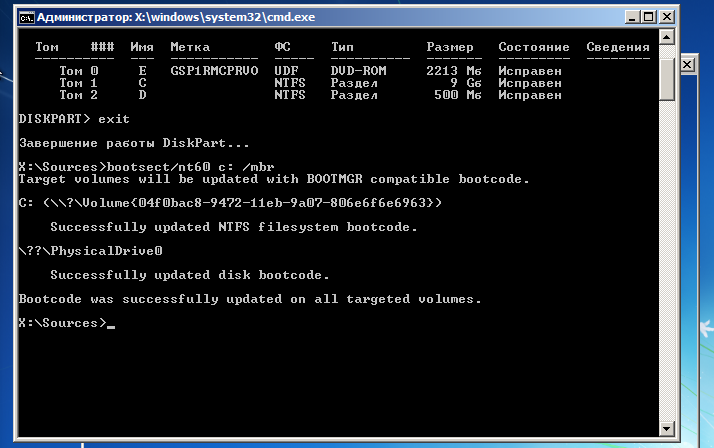 Администратор: X:\windows\system32\cmd.exe
Том ### Имя Метка ФС Тип Размер Состояние Сведения
---------- --- ----------- ----- ---------- ------- --------- --------
Том 0 E GSP1RMCPRVO UDF DVD-ROM 2213 Мб Исправен
Том 1 C NTFS Раздел 9 Gб Исправен
Том 2 D NTFS Раздел 500 Мб Исправен
DISKPART> exit
Завершение работы DiskPart...
X:\Sources>bootsect/nt60 c: /mbr
Target volumes will be updated with BOOTMGR compatible bootcode.
C: (\\?\Volume{04f0bac8-9472-11eb-9a07-806e6f6e6963})
Successfully updated NTFS filesystem bootcode.
\??\PhysicalDrive0
Successfully updated disk bootcode.
Bootcode was successfully updated on all targeted volumes.
X:\Sources>_